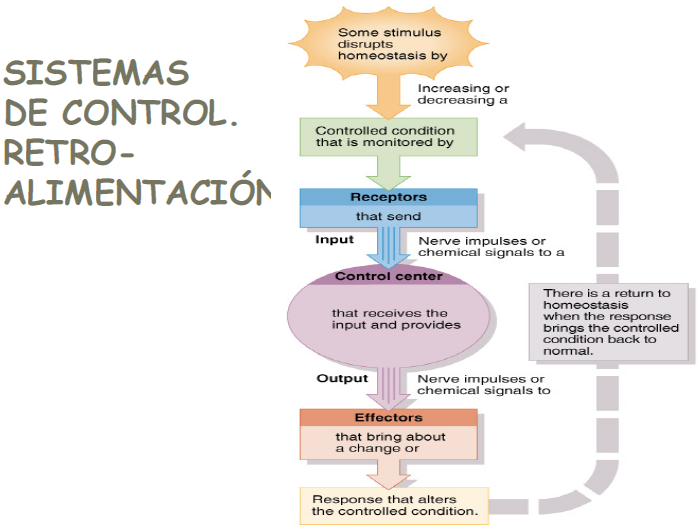 SISTEMAS
DE CONTROL.
RETRO-
ALIMENTACIÓN
Some stimulus
disrupts
homeostasis by
Increasing or
decreasing a
Controlled condition
that is monitored by
Receptors
that send
Input
Nerve impulses or
chemical signals to a
Control center
that receives the
input and provides
Output
Nerve impulses or
chemical signals to
Effectors
that bring about
a change or
Response that alters
the controlled condition.
There is a return to
homeostasis
when the response
brings the controlled
condition back to
normal.